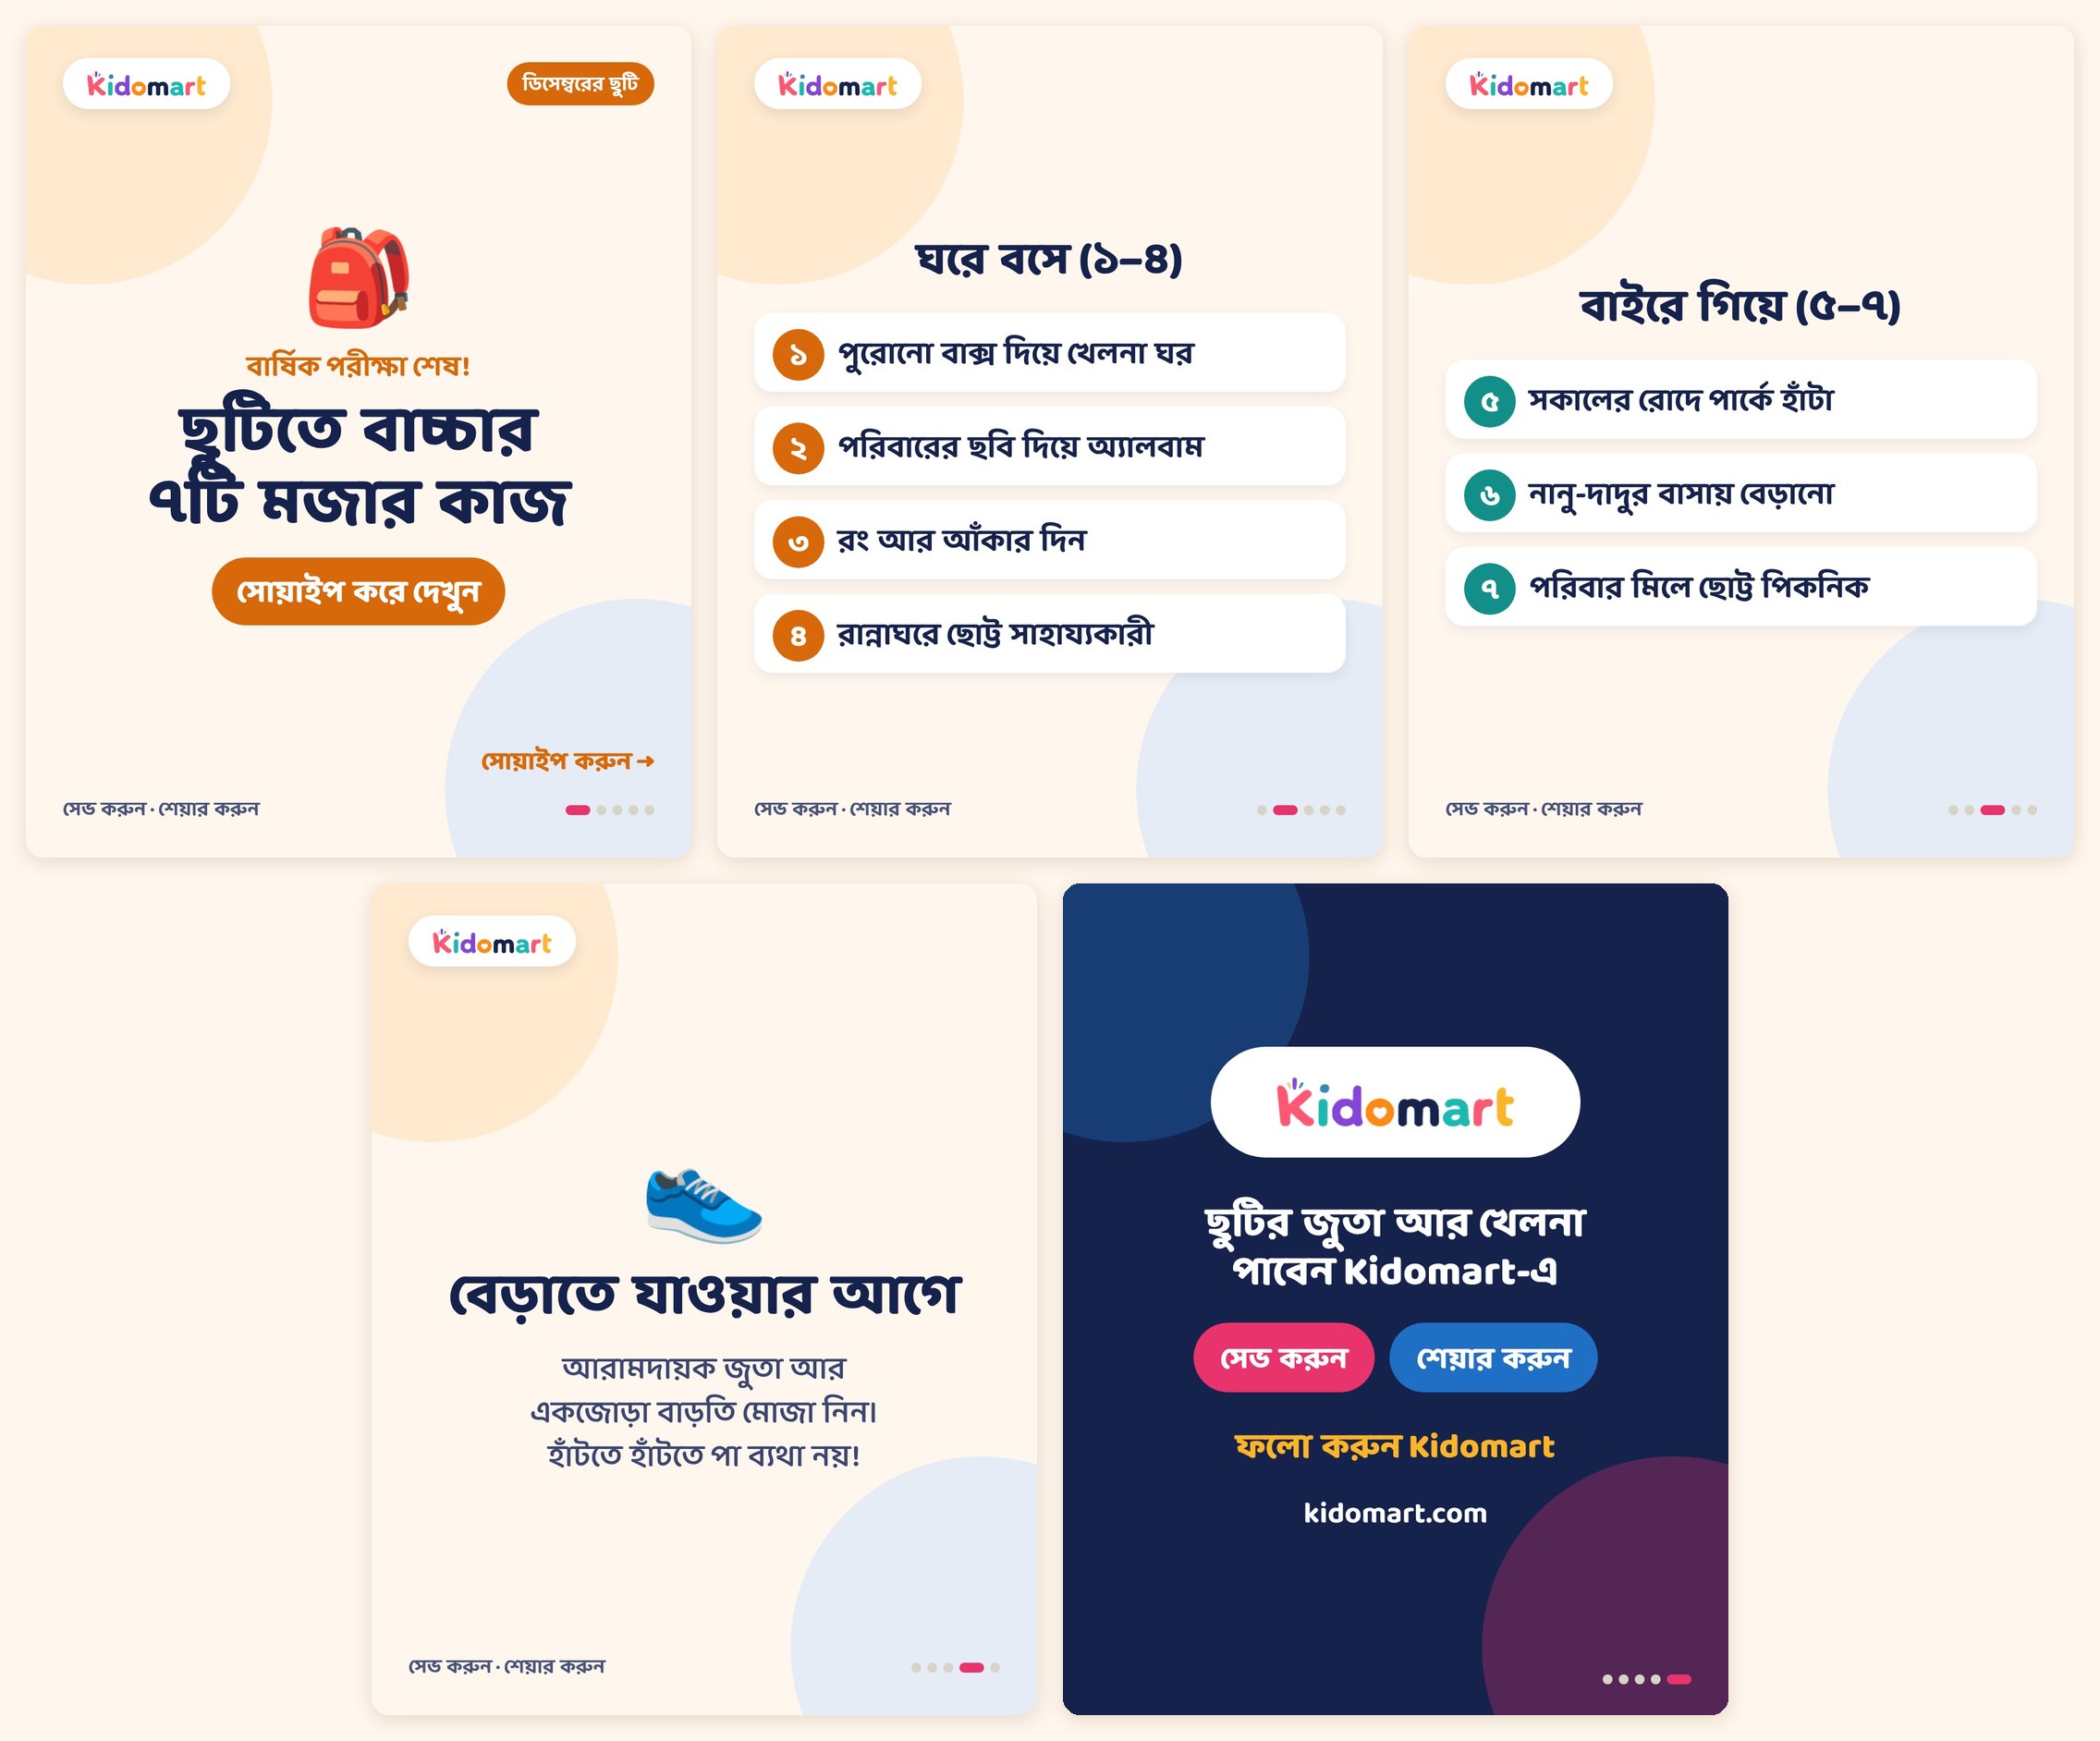 Kidomart
ডিসেম্বরের ছুটি
বার্ষিক পরীক্ষা শেষ!
ছুটিতে বাচ্চার
৭টি মজার কাজ
সোয়াইপ করে দেখুন
সোয়াইপ করুন →
সেভ করুন · শেয়ার করুন
Kidomart
ঘরে বসে (১–৪)
১ পুরোনো বাক্স দিয়ে খেলনা ঘর
২ পরিবারের ছবি দিয়ে অ্যালবাম
৩ রং আর আঁকার দিন
৪ রান্নাঘরে ছোট্ট সাহায্যকারী
সেভ করুন · শেয়ার করুন
Kidomart
বাইরে গিয়ে (৫–৭)
৫ সকালের রোদে পার্কে হাঁটা
৬ নানু-দাদুর বাসায় বেড়ানো
৭ পরিবার মিলে ছোট্ট পিকনিক
সেভ করুন · শেয়ার করুন
Kidomart
বেড়াতে যাওয়ার আগে
আরামদায়ক জুতা আর
একজোড়া বাড়তি মোজা নিন।
হাঁটতে হাঁটতে পা ব্যথা নয়!
সেভ করুন · শেয়ার করুন
Kidomart
ছুটির জুতা আর খেলনা
পাবেন Kidomart-এ
সেভ করুন শেয়ার করুন
ফলো করুন Kidomart
kidomart.com